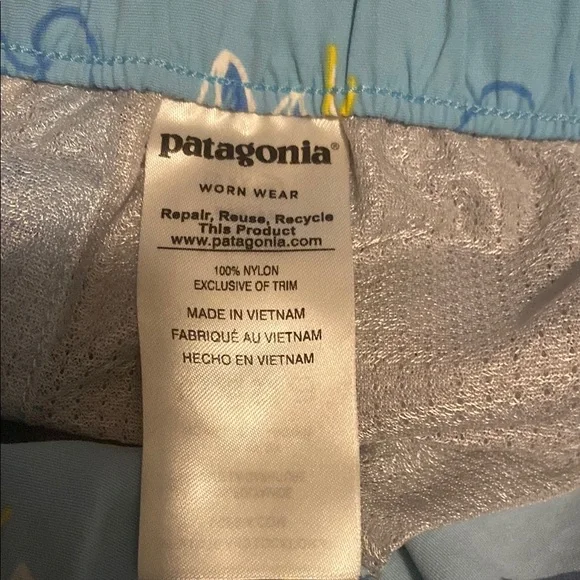 patagonia®
WORN WEAR
Repair, Reuse, Recycle
This Product
www.patagonia.com
100% NYLON
EXCLUSIVE OF TRIM
MADE IN VIETNAM
FABRIQUÉ AU VIETNAM
HECHO EN VIETNAM